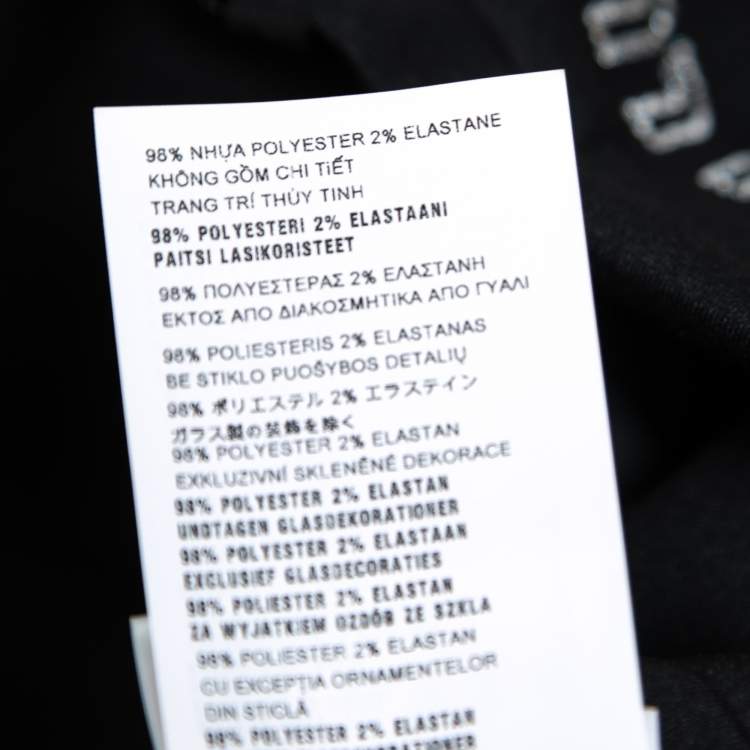 98% NHỰA POLYESTER 2% ELASTANE
KHÔNG GỒM CHI TIẾT
TRANG TRÍ THỦY TINH
98% POLYESTERI 2% ELASTAANI
PAITSI LASIKORISTEET
98% ΠΟΛΥΕΣΤΕΡΑΣ 2% ΕΛΑΣΤΑΝΗ
ΕΚΤΟΣ ΑΠΟ ΔΙΑΚΟΣΜΗΤΙΚΑ ΑΠΟ ΓΥΑΛΙ
98% POLIESTERIS 2% ELASTANAS
BE STIKLO PUOŠYBOS DETALIŲ
98% ポリエステル 2% エラステイン
ガラス製の装飾を除く
98% POLYESTER 2% ELASTAN
EXKLUZIVNÍ SKLENĚNÉ DEKORACE
98% POLYESTER 2% ELASTAN
UNDTAGEN GLASDEKORATIONER
98% POLYESTER 2% ELASTAAN
EXCLUSIEF GLASDECORATIES
98% POLIESTER 2% ELASTAN
ZA WYJATKIEM OZDÓB ZE SZKLA
98% POLIESTER 2% ELASTAN
CU EXCEPȚIA ORNAMENTELOR
DIN STICLĂ
98% POLYESTER 2% ELASTAN